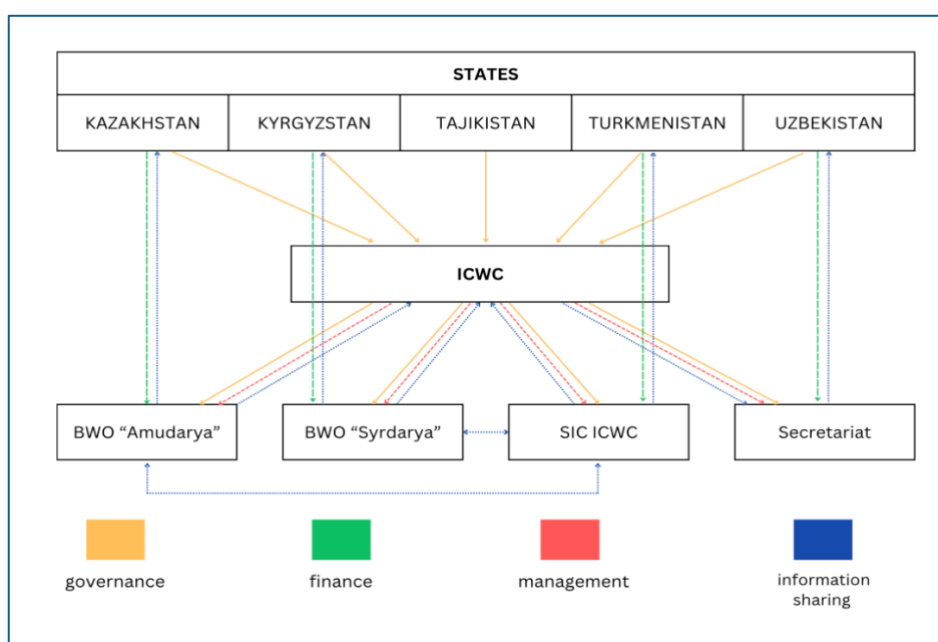 STATES
KAZAKHSTAN
KYRGYZSTAN
TAJIKISTAN
TURKMENISTAN
UZBEKISTAN
ICWC
BWO “Amudarya”
BWO “Syrdarya”
SIC ICWC
Secretariat
governance
finance
management
information
sharing